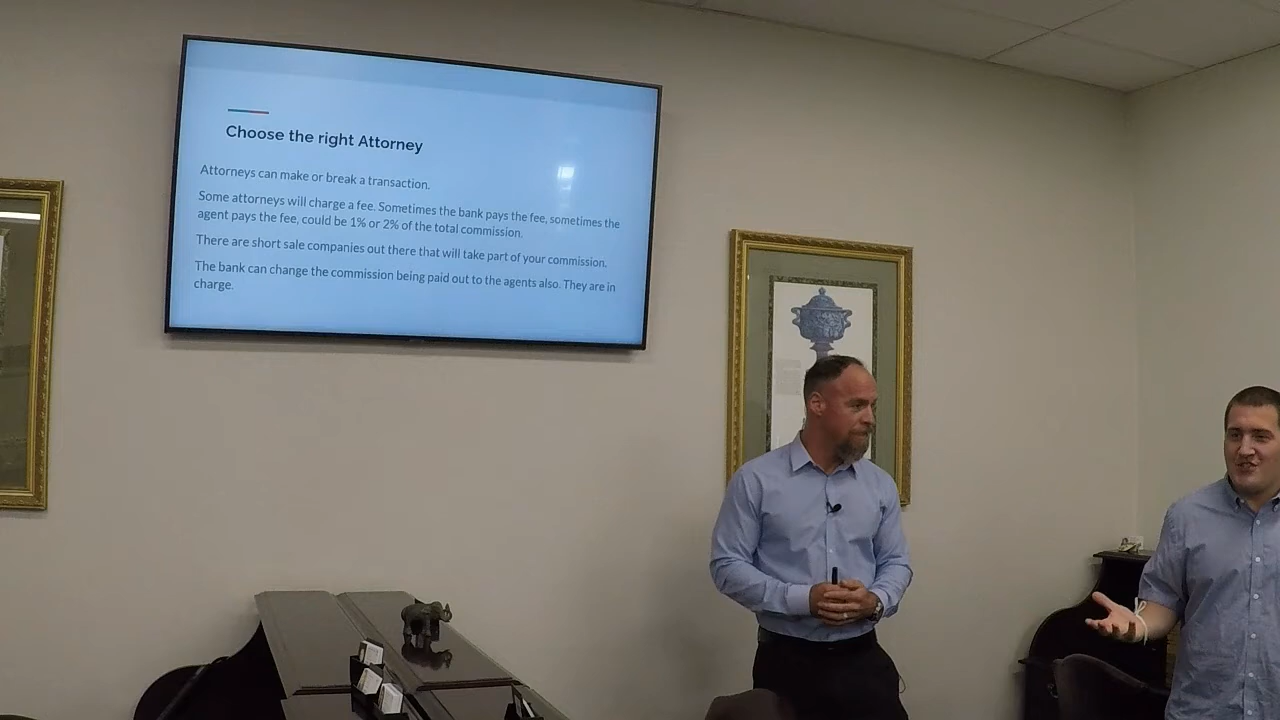 Choose the right Attorney
Attorneys can make or break a transaction.
Some attorneys will charge a fee. Sometimes the bank pays the fee, sometimes the
agent pays the fee, could be 1% or 2% of the total commission.
There are short sale companies out there that will take part of your commission.
The bank can change the commission being paid out to the agents also. They are in
charge.